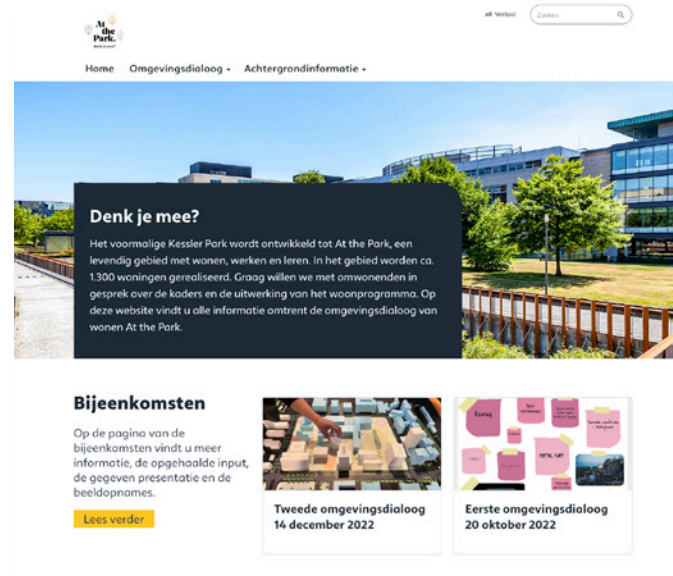 At
the
Park.
denk je mee?
Vertaal
Zoeken
Home Omgevingsdialoog Achtergrondinformatie
Denk je mee?
Het voormalige Kessler Park wordt ontwikkeld tot At the Park, een
levendig gebied met wonen, werken en leren. In het gebied worden ca.
1.300 woningen gerealiseerd. Graag willen we met omwonenden in
gesprek over de kaders en de uitwerking van het woonprogramma. Op
deze website vindt u alle informatie omtrent de omgevingsdialoog van
wonen At the Park.
Bijeenkomsten
Op de pagina van de
bijeenkomsten vindt u meer
informatie, de opgehaalde input,
de gegeven presentatie en de
beeldopnames.
Lees verder
Tweede omgevingsdialoog
14 december 2022
Eerste omgevingsdialoog
20 oktober 2022